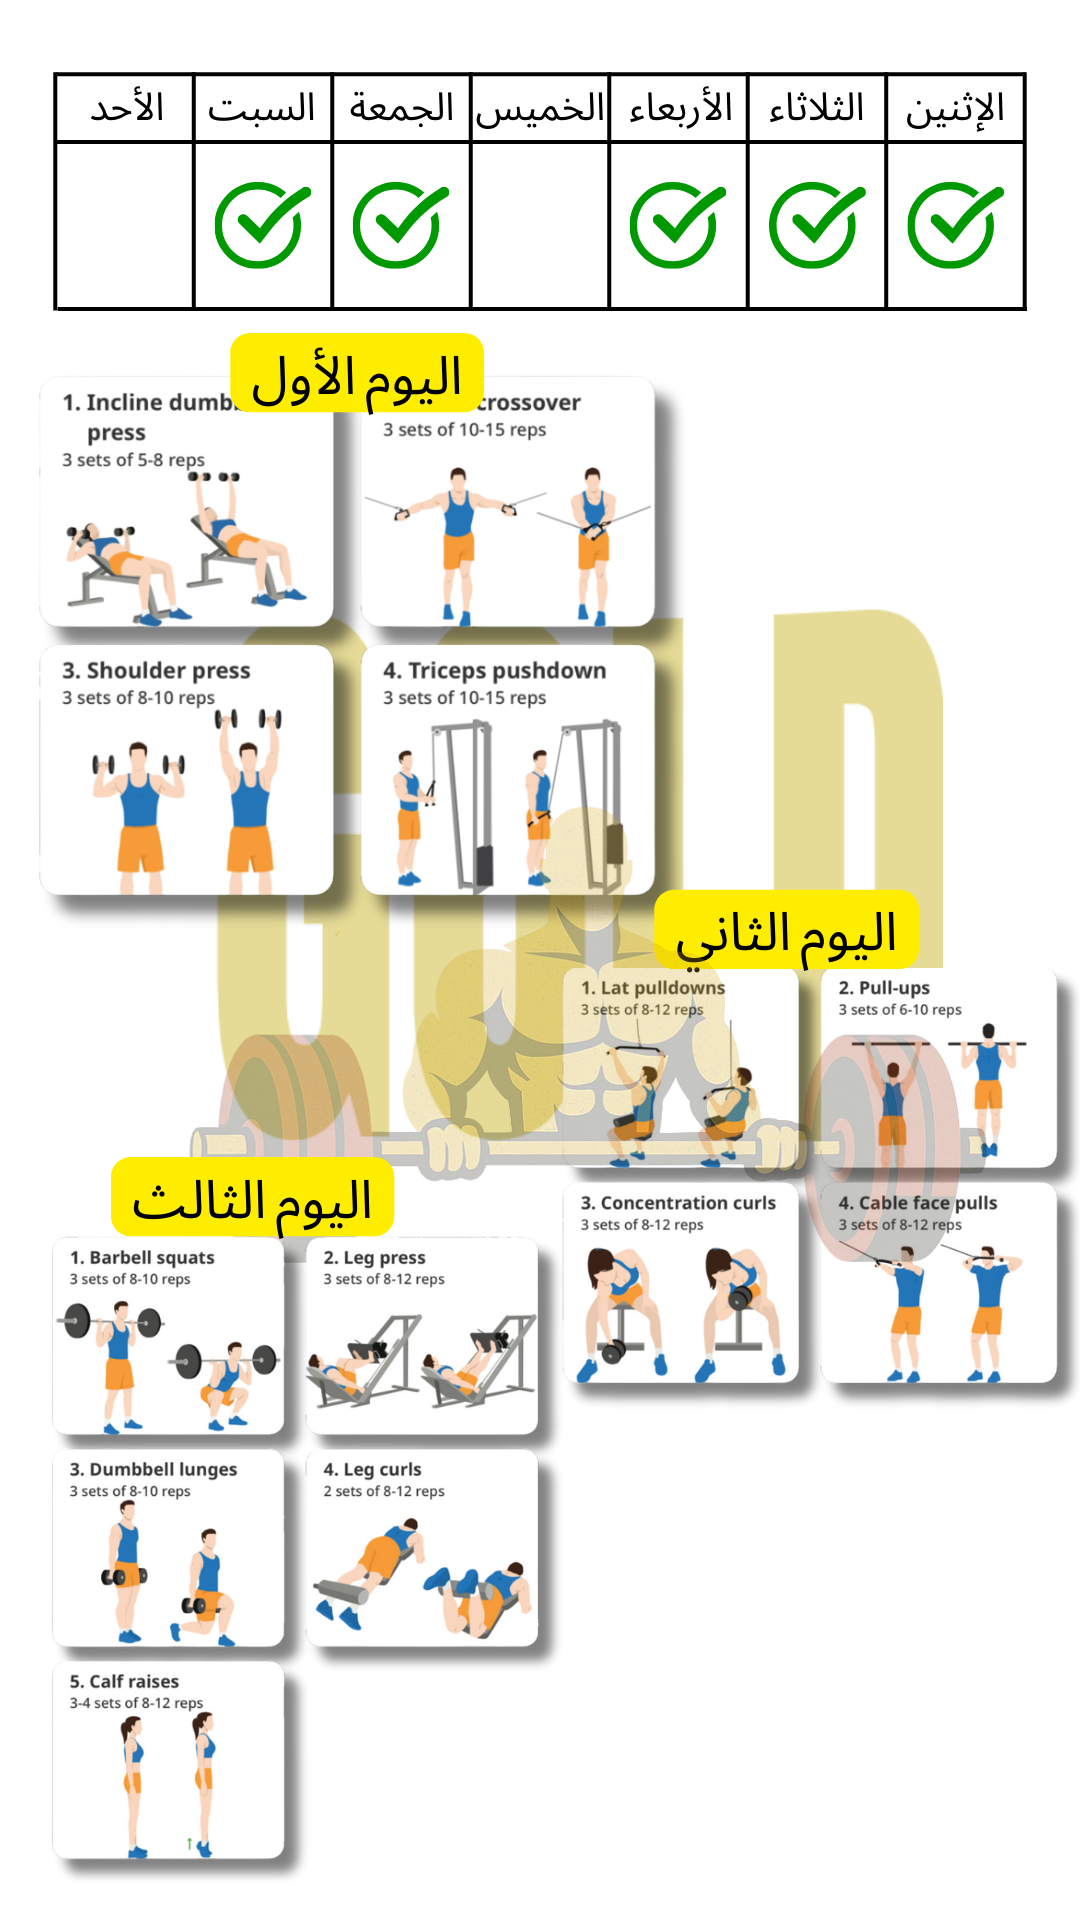 الإثنين الثلاثاء الأربعاء الخميس الجمعة السبت الأحد
اليوم الأول
1. Incline
press
3 sets of 5-8 reps
crossover
3 sets of 10-15 reps
3. Shoulder press
3 sets of 8-10 reps
4. Triceps pushdown
3 sets of 10-15 reps
GOLD
اليوم الثاني
1. Lat pulldowns
3 sets of 8-12 reps
2. Pull-ups
3 sets of 6-10 reps
3. Concentration curls
3 sets of 8-12 reps
4. Cable face pulls
3 sets of 8-12 reps
اليوم الثالث
1. Barbell squats
3 sets of 8-10 reps
2. Leg press
3 sets of 8-12 reps
3. Dumbbell lunges
3 sets of 8-10 reps
4. Leg curls
2 sets of 8-12 reps
5. Calf raises
3-4 sets of 8-12 reps